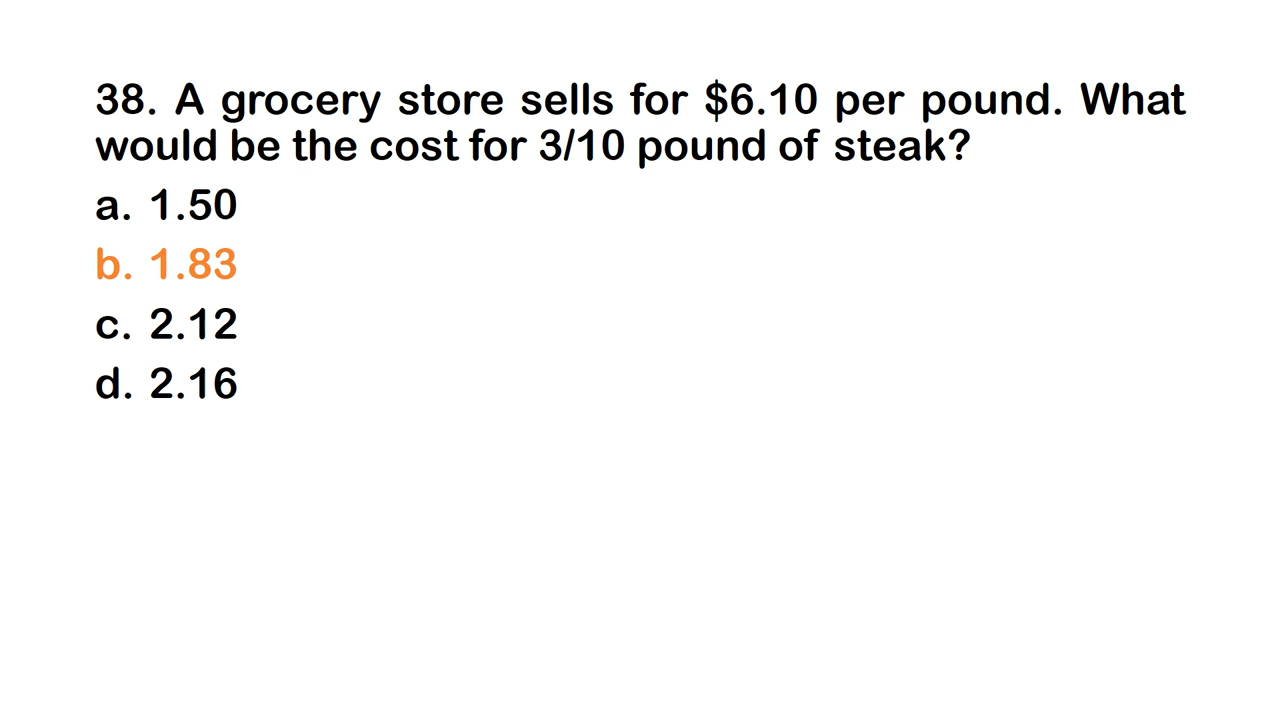 38. A grocery store sells for $6.10 per pound. What
would be the cost for 3/10 pound of steak?
a. 1.50
b. 1.83
c. 2.12
d. 2.16